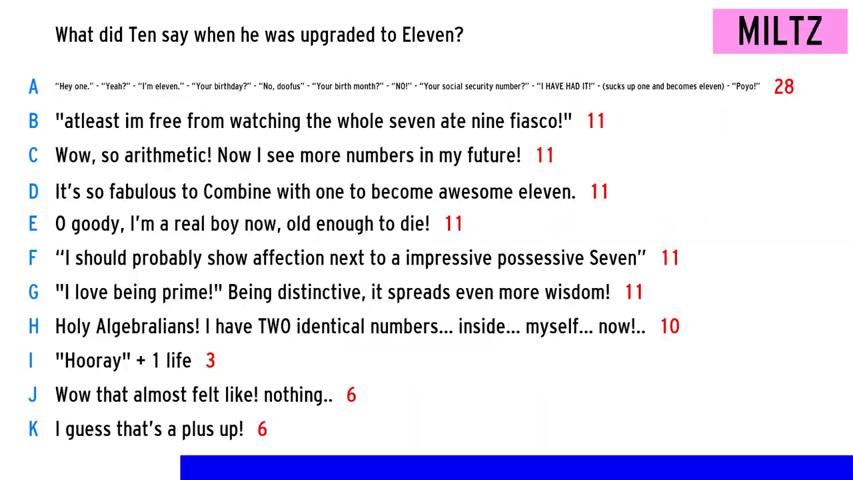 What did Ten say when he was upgraded to Eleven?
MILTZ
A “Hey one.” - “Yeah?” - “I’m eleven.” - “Your birthday?” - “No, doofus” - “Your birth month?” - “NO!” - “Your social security number?” - “I HAVE HAD IT!” - (sucks up one and becomes eleven) - “Poyo!” 28
B "atleast im free from watching the whole seven ate nine fiasco!" 11
C Wow, so arithmetic! Now I see more numbers in my future! 11
D It’s so fabulous to Combine with one to become awesome eleven. 11
E O goody, I’m a real boy now, old enough to die! 11
F “I should probably show affection next to a impressive possessive Seven” 11
G "I love being prime!" Being distinctive, it spreads even more wisdom! 11
H Holy Algebralians! I have TWO identical numbers... inside... myself... now!.. 10
I "Hooray" + 1 life 3
J Wow that almost felt like! nothing.. 6
K I guess that’s a plus up! 6